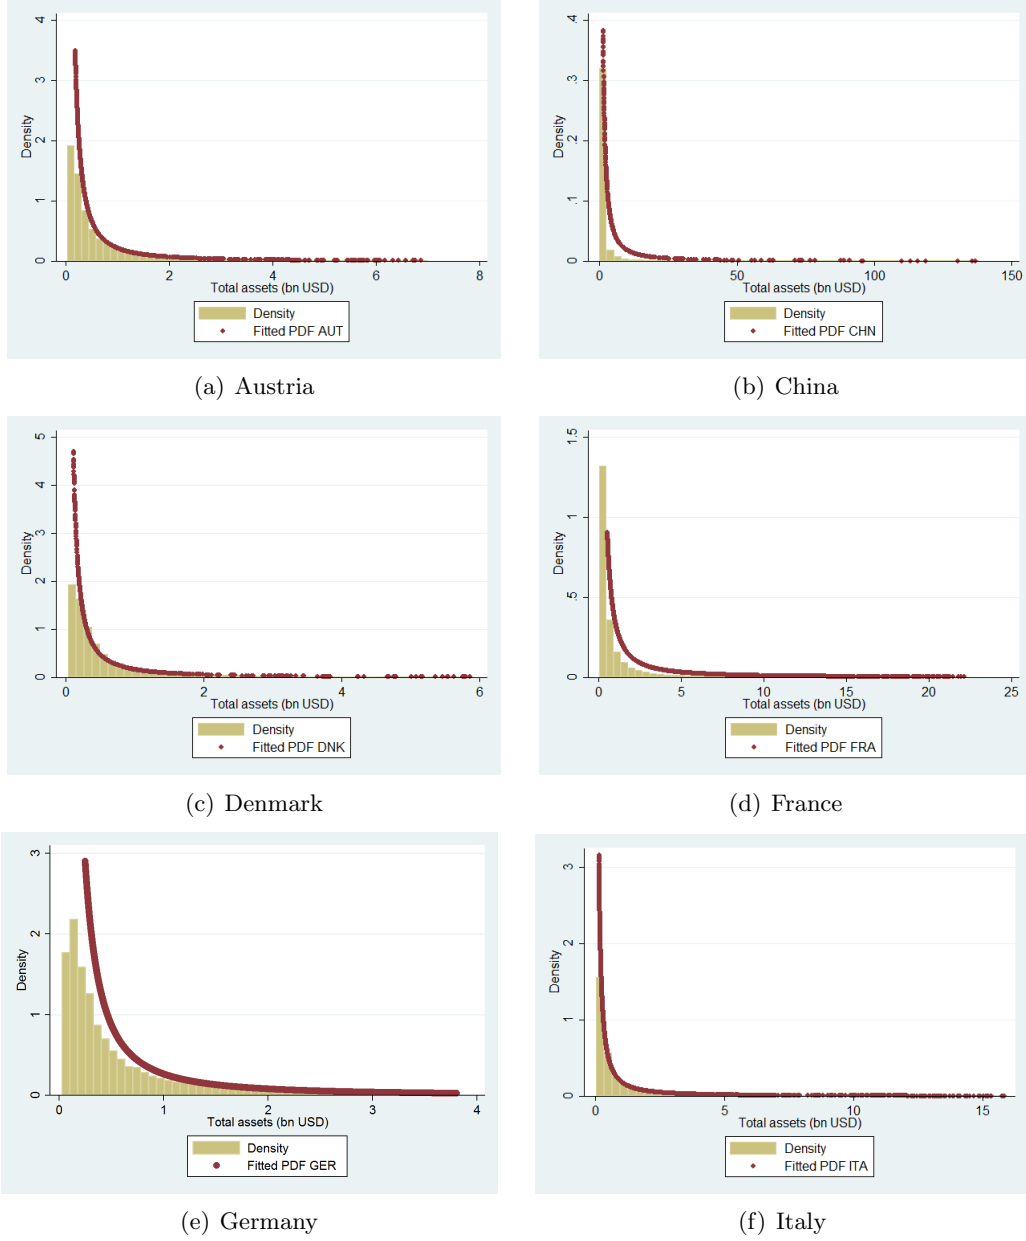 4
3
2
1
0
Density
0 2 4 6 8
Total assets (bn USD)
Density
Fitted PDF AUT
(a) Austria
.4
.3
.2
.1
0
Density
0 50 100 150
Total assets (bn USD)
Density
Fitted PDF CHN
(b) China
5
4
3
2
1
0
Density
0 2 4 6
Total assets (bn USD)
Density
Fitted PDF DNK
(c) Denmark
1.5
1
.5
0
Density
0 5 10 15 20 25
Total assets (bn USD)
Density
Fitted PDF FRA
(d) France
3
2
1
0
Density
0 1 2 3 4
Total assets (bn USD)
Density
Fitted PDF GER
(e) Germany
3
2
1
0
Density
0 5 10 15
Total assets (bn USD)
Density
Fitted PDF ITA
(f) Italy